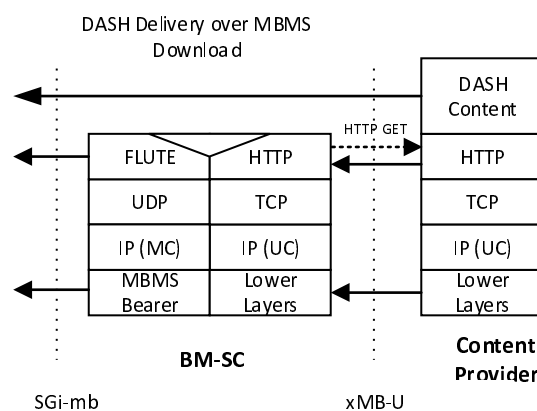 DASH Delivery over MBMS
Download
DASH
Content
HTTP GET
FLUTE HTTP HTTP
UDP TCP TCP
IP (MC) IP (UC) IP (UC)
MBMS Lower Lower
Bearer Layers Layers
BM-SC
Content
Provider
SGi-mb xMB-U